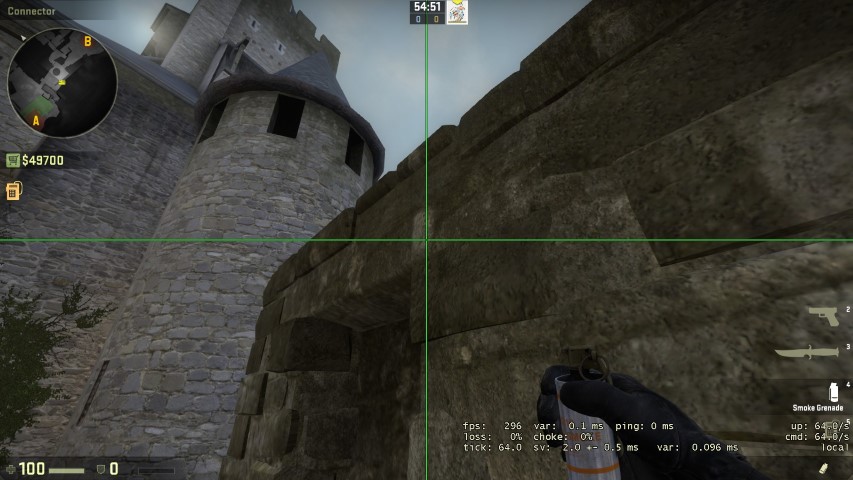 Connector
54:51
0 0
B
A
$49700
2
3
4
Smoke Grenade
fps: 296 var: 0.1 ms ping: 0 ms
loss: 0% choke: 0%
tick: 64.0 sv: 2.0 +- 0.5 ms var: 0.096 ms
up: 64.0/s
cmd: 64.0/s
local
100
0